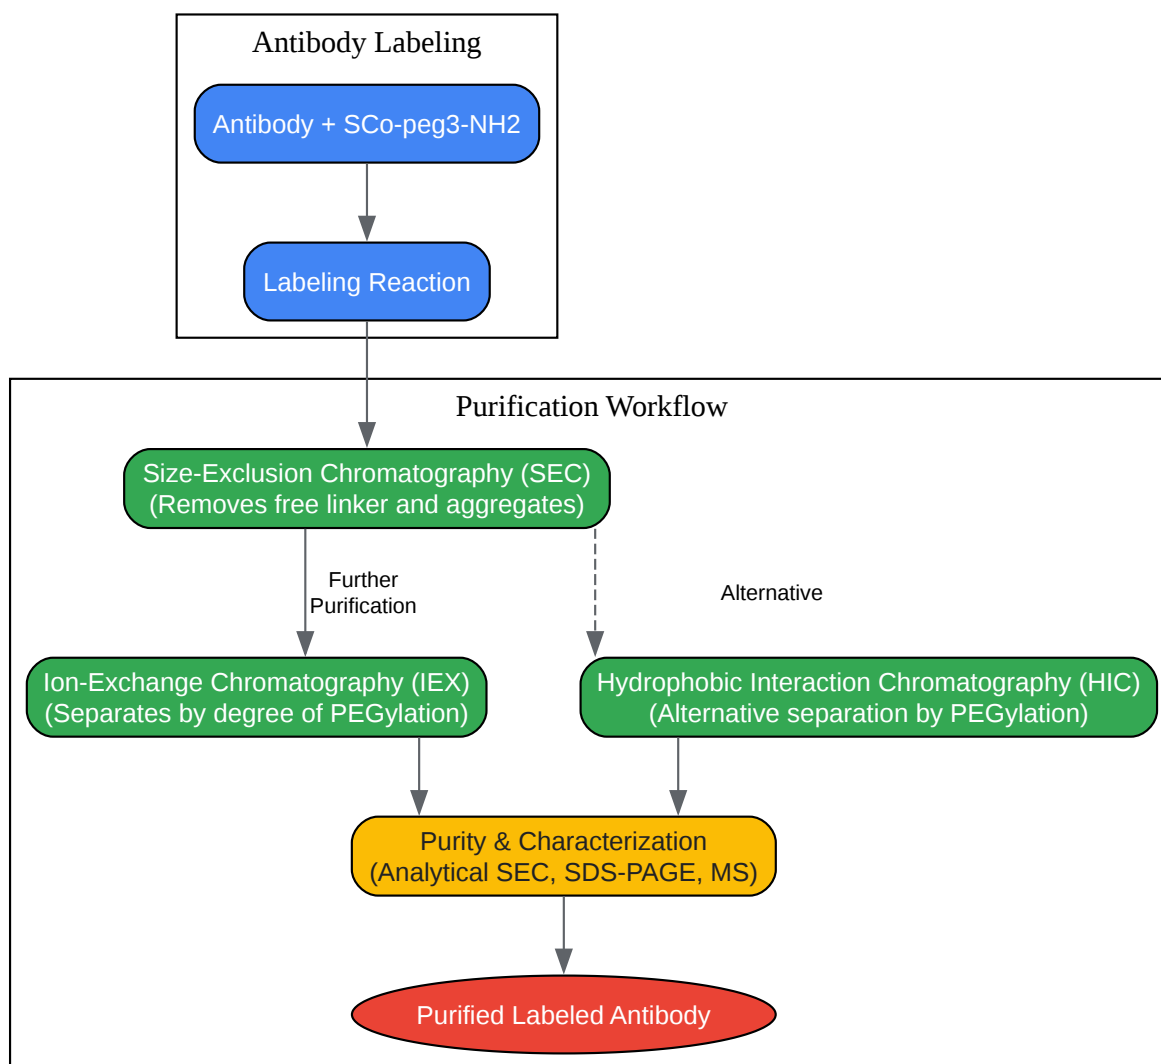 Antibody Labeling
Antibody + SCo-peg3-NH2
Labeling Reaction
Purification Workflow
Size-Exclusion Chromatography (SEC)
(Removes free linker and aggregates)
Further
Purification
Alternative
Ion-Exchange Chromatography (IEX)
(Separates by degree of PEGylation)
Hydrophobic Interaction Chromatography (HIC)
(Alternative separation by PEGylation)
Purity & Characterization
(Analytical SEC, SDS-PAGE, MS)
Purified Labeled Antibody